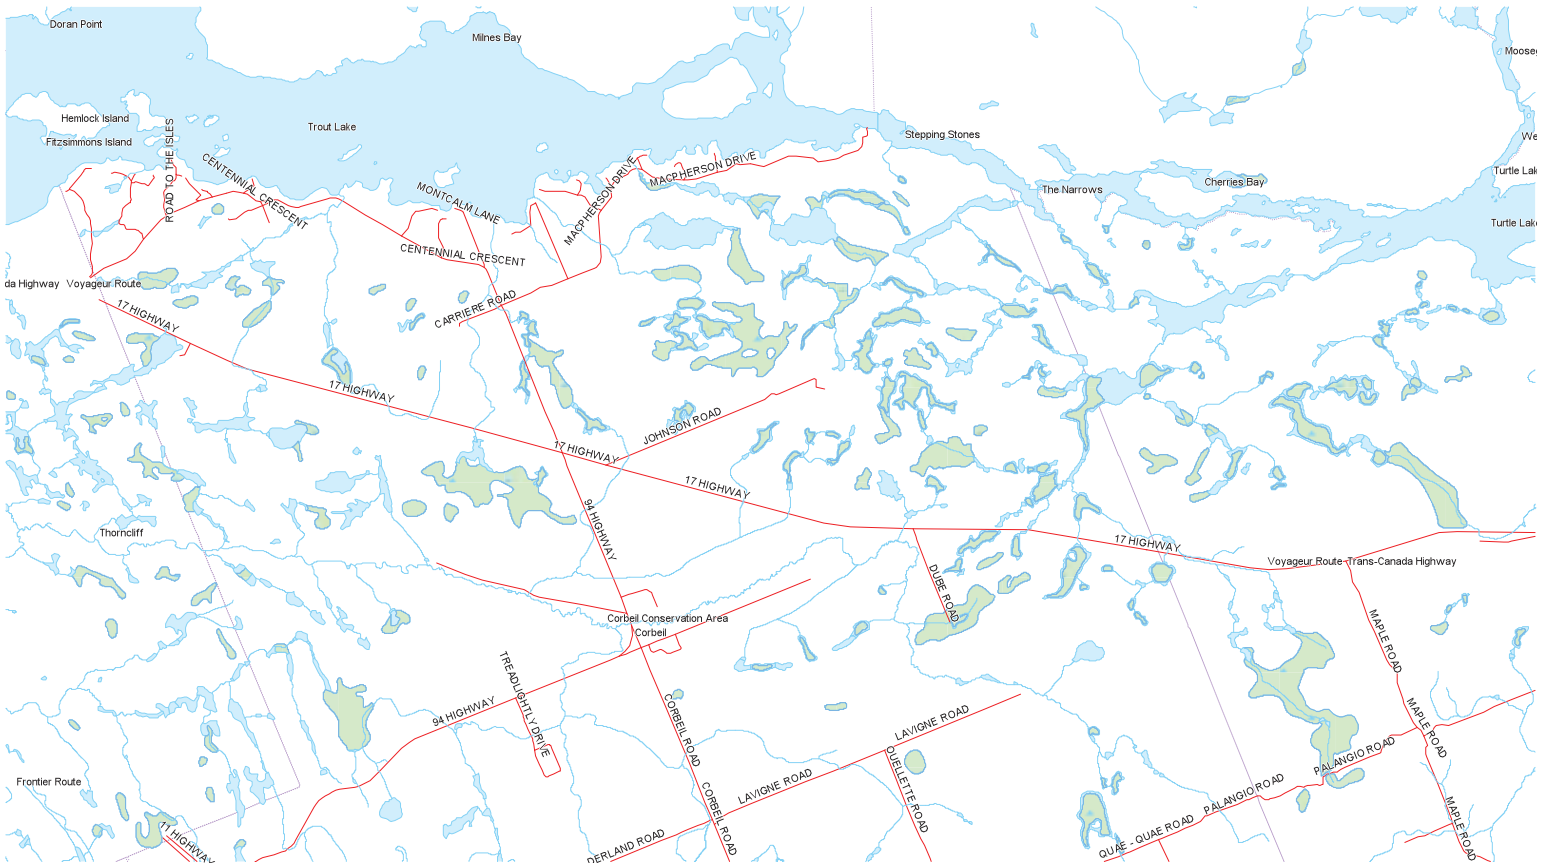 Doran Point
Milnes Bay
Moose
Hemlock Island
Trout Lake
Fitzsimmons Island
Stepping Stones
We
ROAD TO THE ISLES
CENTENNIAL CRESCENT
MACPHERSON DRIVE
MACPHERSON DRIVE
Turtle Lak
Cherries Bay
The Narrows
MONTCALM LANE
Turtle Lake
CENTENNIAL CRESCENT
da Highway
Voyageur Route
17 HIGHWAY
CARRIERE ROAD
17 HIGHWAY
JOHNSON ROAD
17 HIGHWAY
17 HIGHWAY
94 HIGHWAY
Thorncliff
17 HIGHWAY
Voyageur Route-Trans-Canada Highway
DUBE ROAD
Corbeil Conservation Area
Corbeil
MAPLE ROAD
TREADLIGHTLY DRIVE
94 HIGHWAY
CORBEIL ROAD
LAVIGNE ROAD
MAPLE ROAD
PALANGIO ROAD
OUELLETTE ROAD
Frontier Route
LAVIGNE ROAD
PALANGIO ROAD
CORBEIL ROAD
MAPLE ROAD
11 HIGHWAY
DERLAND ROAD
QUAE - QUAE ROAD